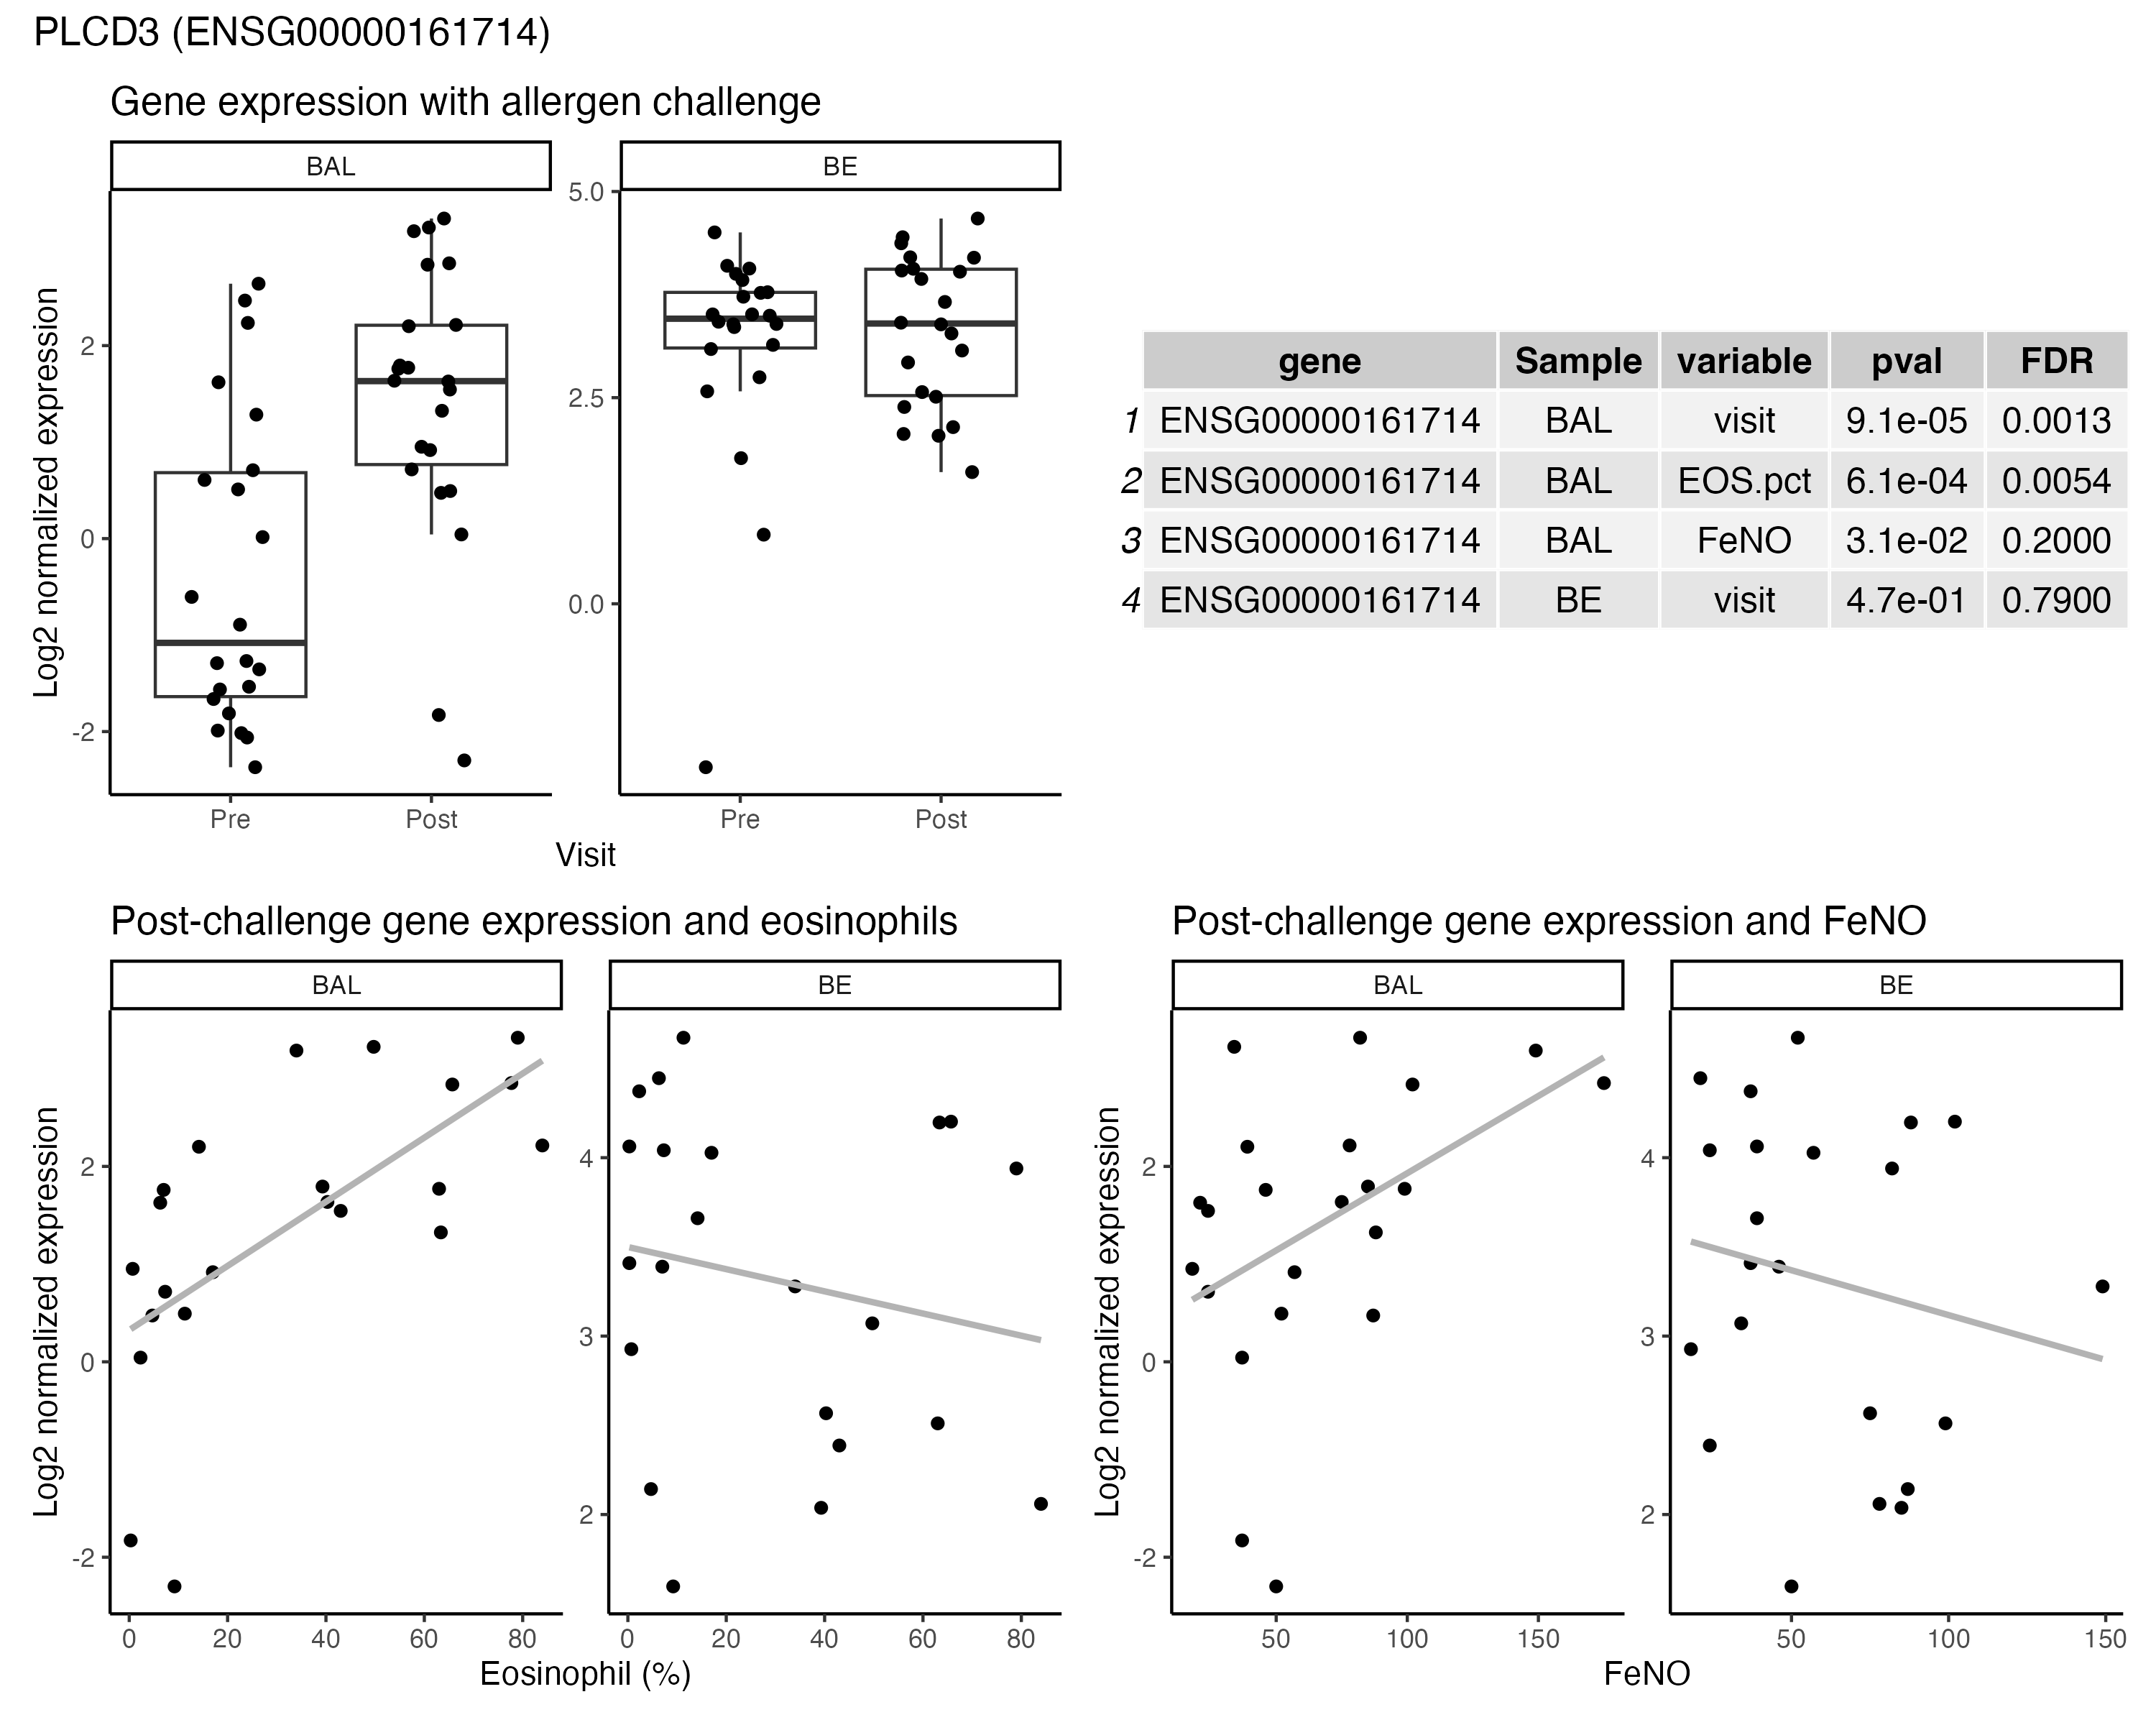 PLCD3 (ENSG00000161714)
Gene expression with allergen challenge
BAL
BE
Log2 normalized expression
2
0
-2
5.0
2.5
0.0
Pre
Post
Pre
Post
Visit
gene Sample variable pval FDR
1 ENSG00000161714 BAL visit 9.1e-05 0.0013
2 ENSG00000161714 BAL EOS.pct 6.1e-04 0.0054
3 ENSG00000161714 BAL FeNO 3.1e-02 0.2000
4 ENSG00000161714 BE visit 4.7e-01 0.7900
Post-challenge gene expression and eosinophils
BAL
BE
Log2 normalized expression
2
0
-2
4
3
2
0 20 40 60 80
0 20 40 60 80
Eosinophil (%)
Post-challenge gene expression and FeNO
BAL
BE
Log2 normalized expression
2
0
-2
4
3
2
50 100 150
50 100 150
FeNO